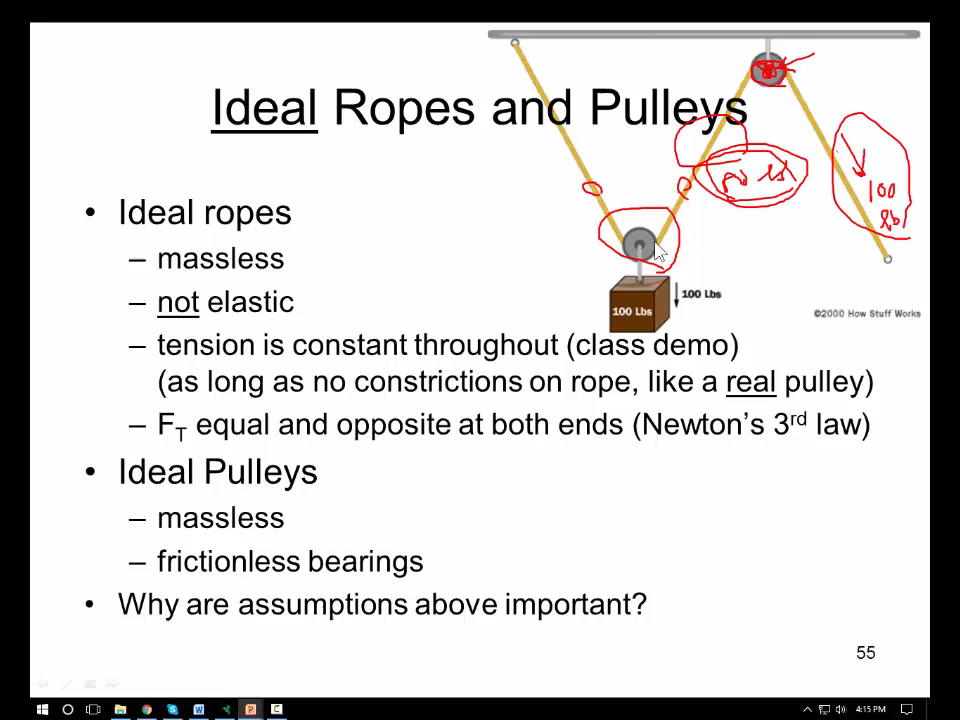 Ideal Ropes and Pulleys
• Ideal ropes
– massless
– not elastic
– tension is constant throughout (class demo)
(as long as no constrictions on rope, like a real pulley)
– FT equal and opposite at both ends (Newton’s 3rd law)
• Ideal Pulleys
– massless
– frictionless bearings
• Why are assumptions above important?
100
lb
100 Lbs
100 Lbs
©2000 How Stuff Works
55
4:15 PM